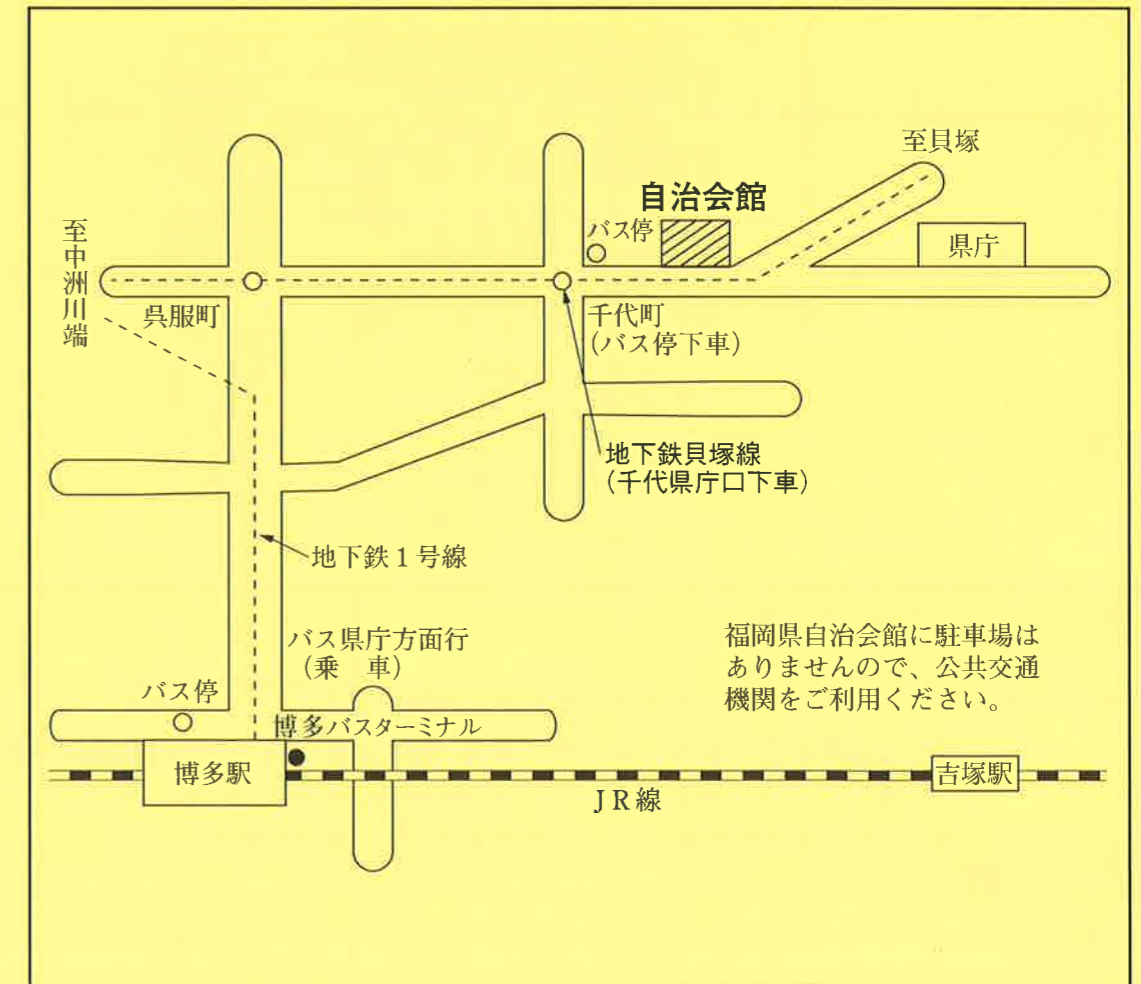 至貝塚
自治会館
バス停
県庁
至中洲川端
呉服町
千代町
(バス停下車)
地下鉄貝塚線
(千代県庁口下車)
地下鉄1号線
バス県庁方面行
(乗　車)
福岡県自治会館に駐車場は
ありませんので、公共交通
機関をご利用ください。
バス停
博多バスターミナル
博多駅
吉塚駅
JR線